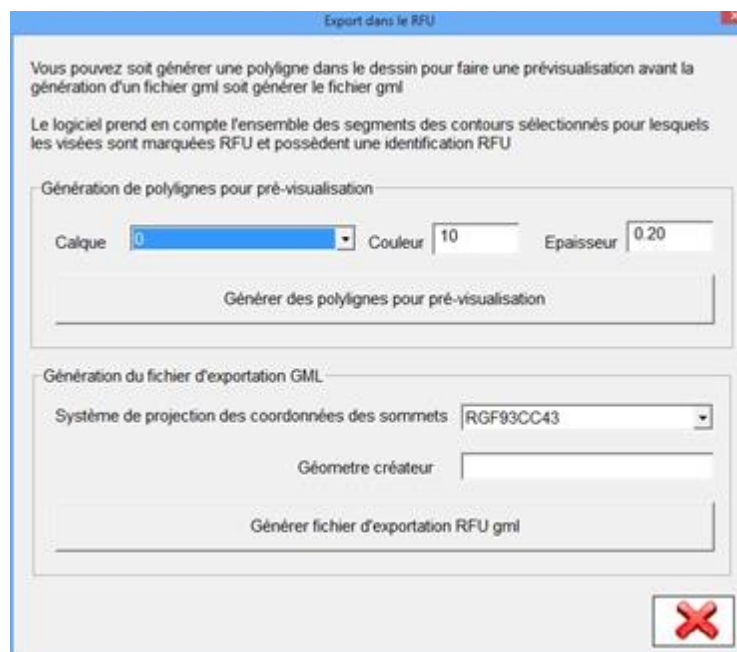 Export dans le RFU
Vous pouvez soit générer une polyligne dans le dessin pour faire une prévisualisation avant la
génération d'un fichier gml soit générer le fichier gml
Le logiciel prend en compte l'ensemble des segments des contours sélectionnés pour lesquels
les visées sont marquées RFU et possèdent une identification RFU
Génération de polylignes pour pré-visualisation
Calque 0 Couleur 10 Epaisseur 0.20
Générer des polylignes pour pré-visualisation
Génération du fichier d'exportation GML
Système de projection des coordonnées des sommets RGF93CC43
Géometre créateur
Générer fichier d'exportation RFU gml